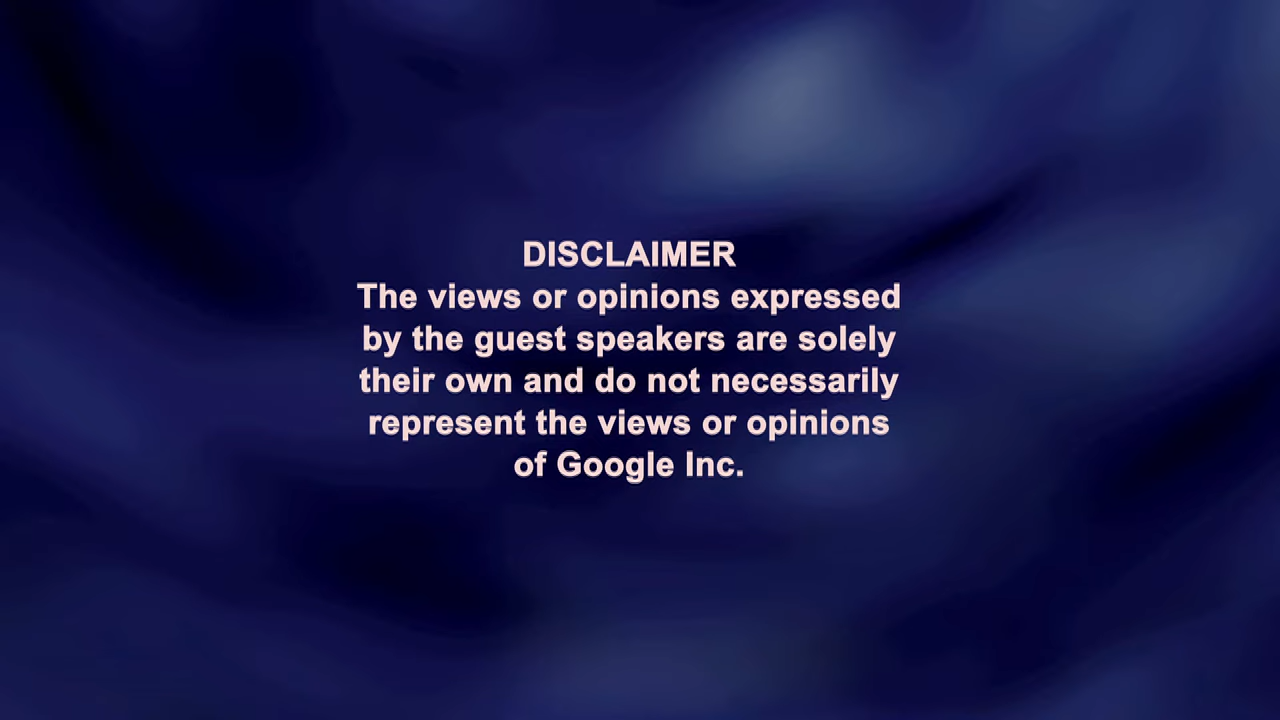 DISCLAIMER
The views or opinions expressed
by the guest speakers are solely
their own and do not necessarily
represent the views or opinions
of Google Inc.